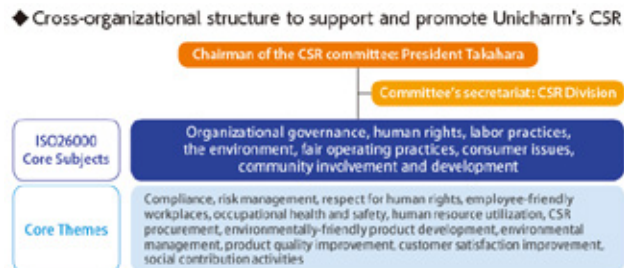 ◆ Cross-organizational structure to support and promote Unicharm's CSR
Chairman of the CSR committee: President Takahara
Committee's secretariat: CSR Division
ISO26000
Core Subjects
Organizational governance, human rights, labor practices,
the environment, fair operating practices, consumer issues,
community involvement and development
Core Themes
Compliance, risk management, respect for human rights, employee-friendly
workplaces, occupational health and safety, human resource utilization, CSR
procurement, environmentally-friendly product development, environmental
management, product quality improvement, customer satisfaction improvement,
social contribution activities